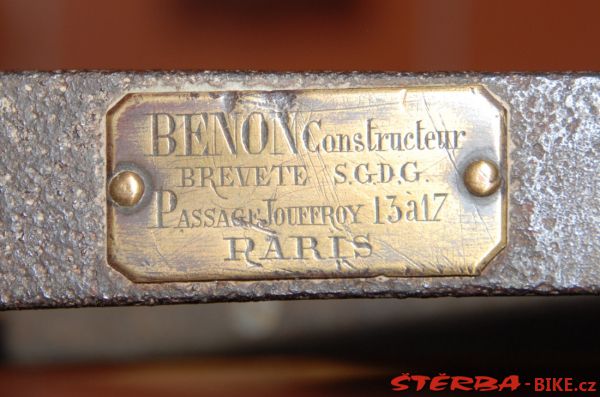 BENON Constructeur
BREVETE S.G.D.G.
PASSAGE JOUFFROY 13 à 17
PARIS
ŠTĚRBA-BIKE.cz